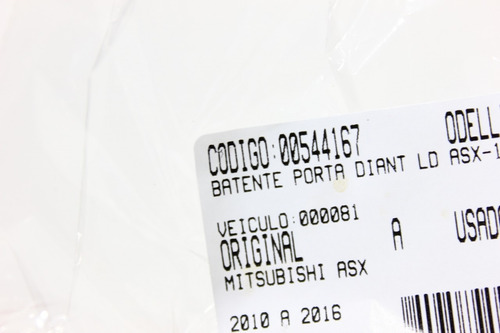 CODIGO:00544167
BATENTE PORTA DIANT LD ASX-1
VEICULO:000081
ORIGINAL A
MITSUBISHI ASX
2010 A 2016